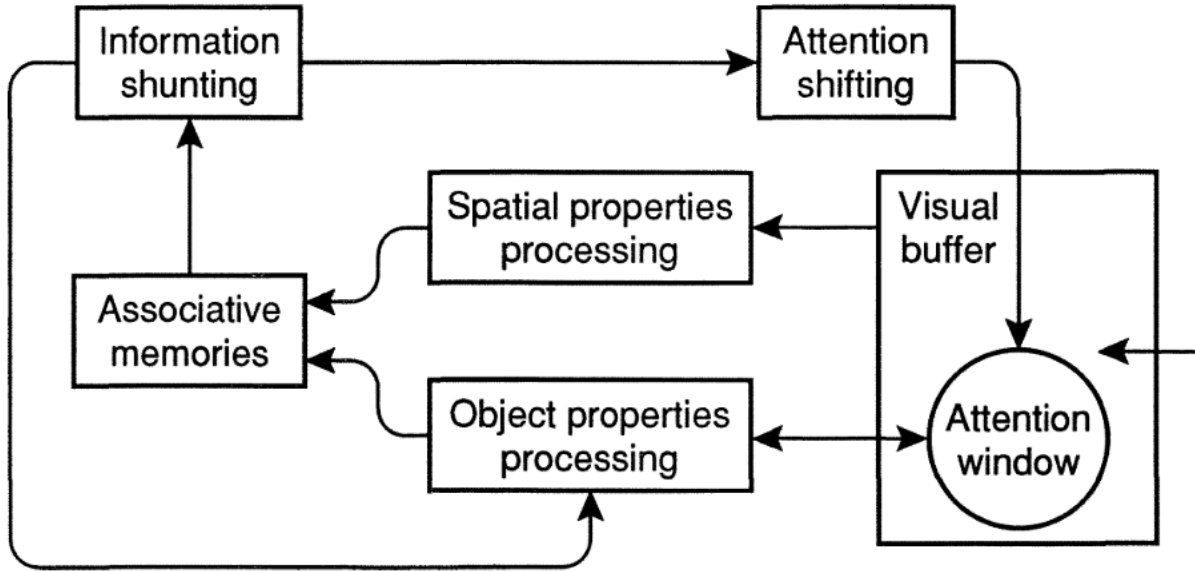 Information
shunting
Attention
shifting
Spatial properties
processing
Visual
buffer
Associative
memories
Object properties
processing
Attention
window